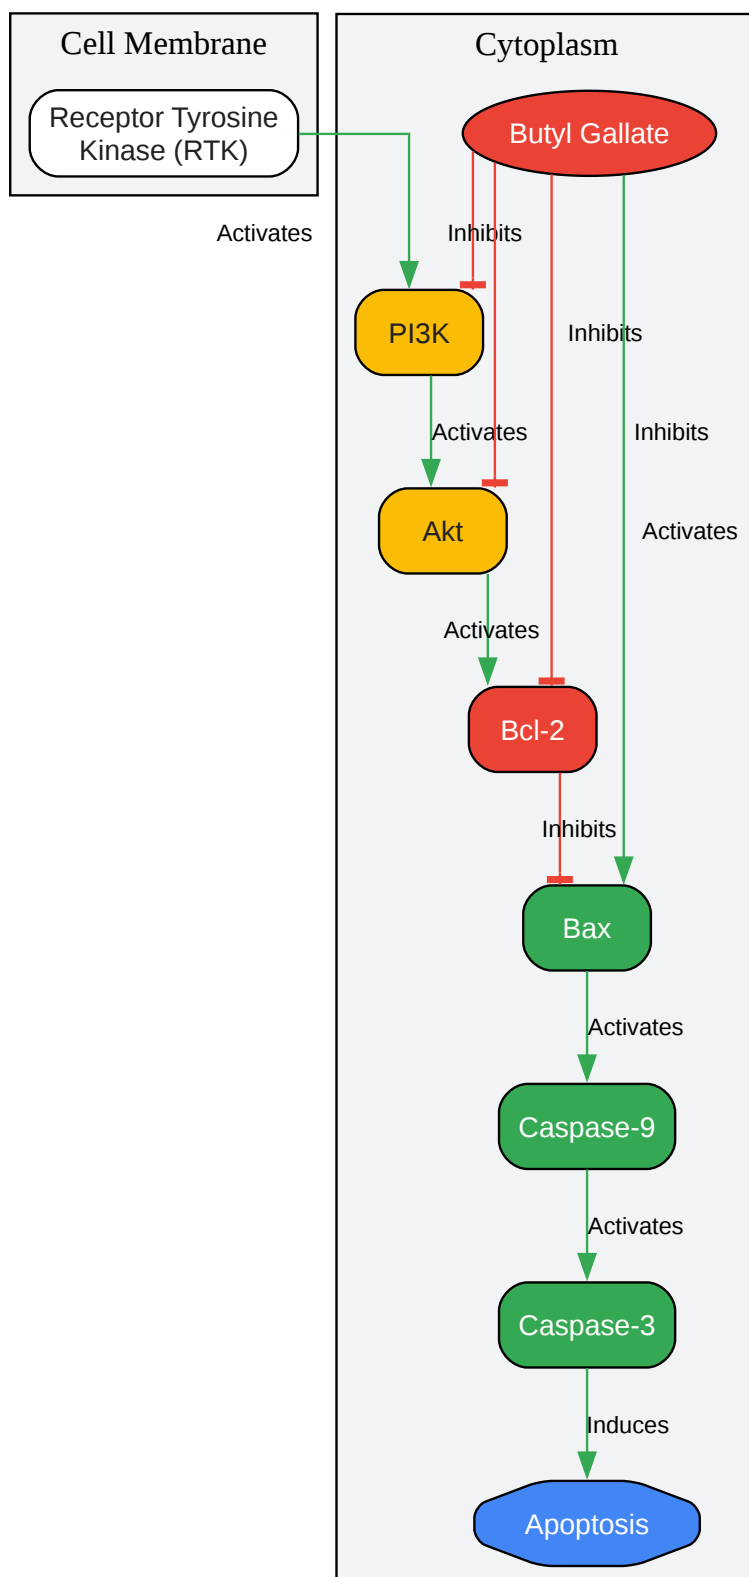 Cell Membrane
Cytoplasm
Receptor Tyrosine
Kinase (RTK)
Butyl Gallate
Activates
Inhibits
PI3K
Inhibits
Activates
Inhibits
Akt
Activates
Activates
Bcl-2
Inhibits
Bax
Activates
Caspase-9
Activates
Caspase-3
Induces
Apoptosis